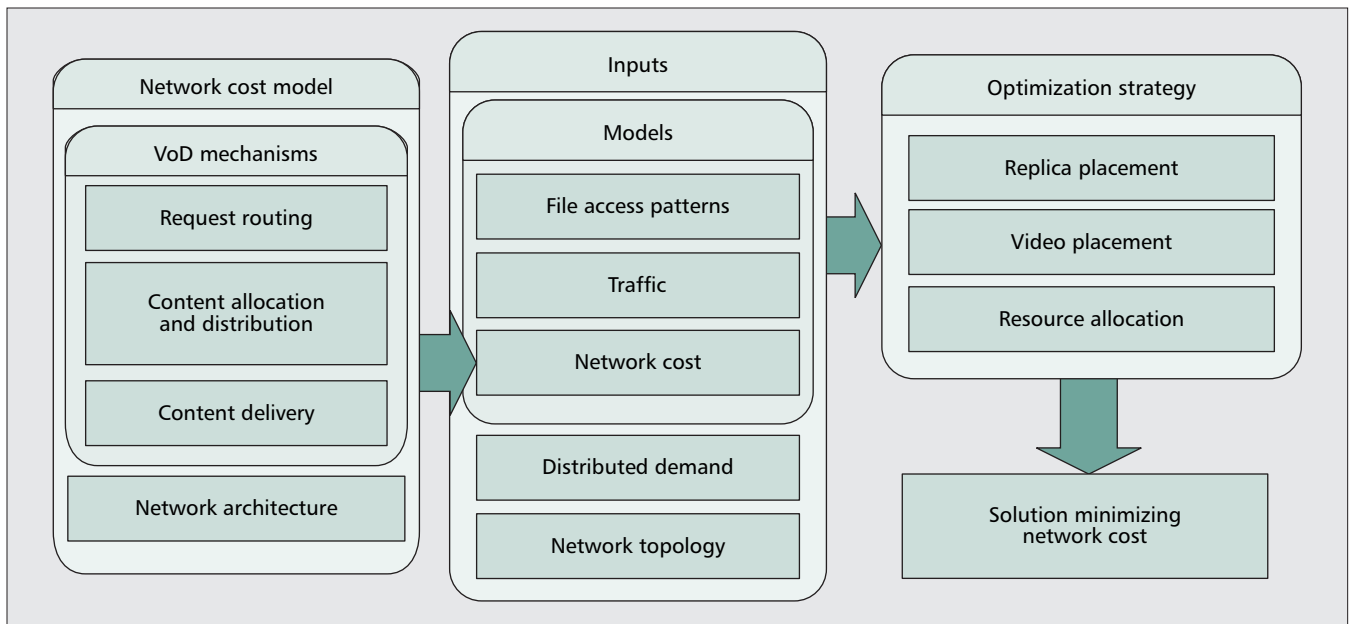 Network cost model
VoD mechanisms
Request routing
Content allocation
and distribution
Content delivery
Network architecture
Inputs
Models
File access patterns
Traffic
Network cost
Distributed demand
Network topology
Optimization strategy
Replica placement
Video placement
Resource allocation
Solution minimizing
network cost